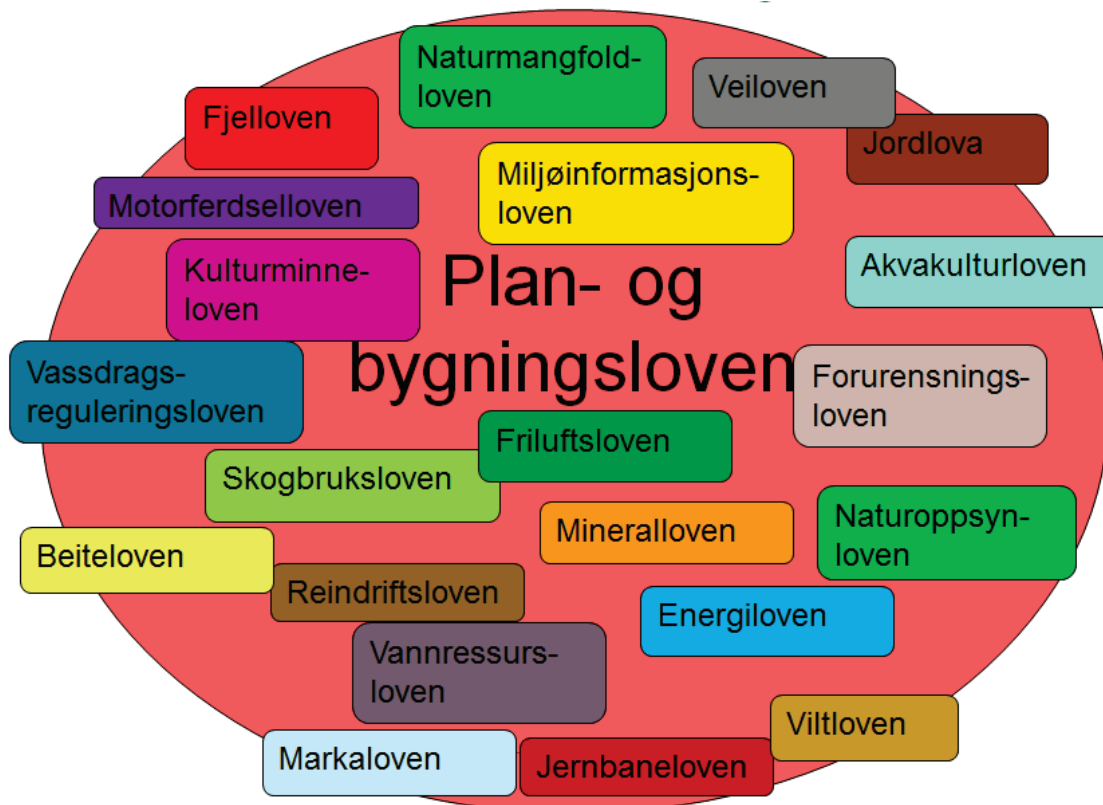 Naturmangfold-
loven
Veiloven
Fjelloven
Jordlova
Miljøinformasjons-
loven
Motorferdselloven
Kulturminne-
loven
Akvakulturloven
Plan- og
bygningsloven
Vassdrags-
reguleringsloven
Forurensnings-
loven
Friluftsloven
Skogbruksloven
Mineralloven
Naturoppsyn-
loven
Beiteloven
Reindriftsloven
Energiloven
Vannressurs-
loven
Viltloven
Markaloven
Jernbaneloven